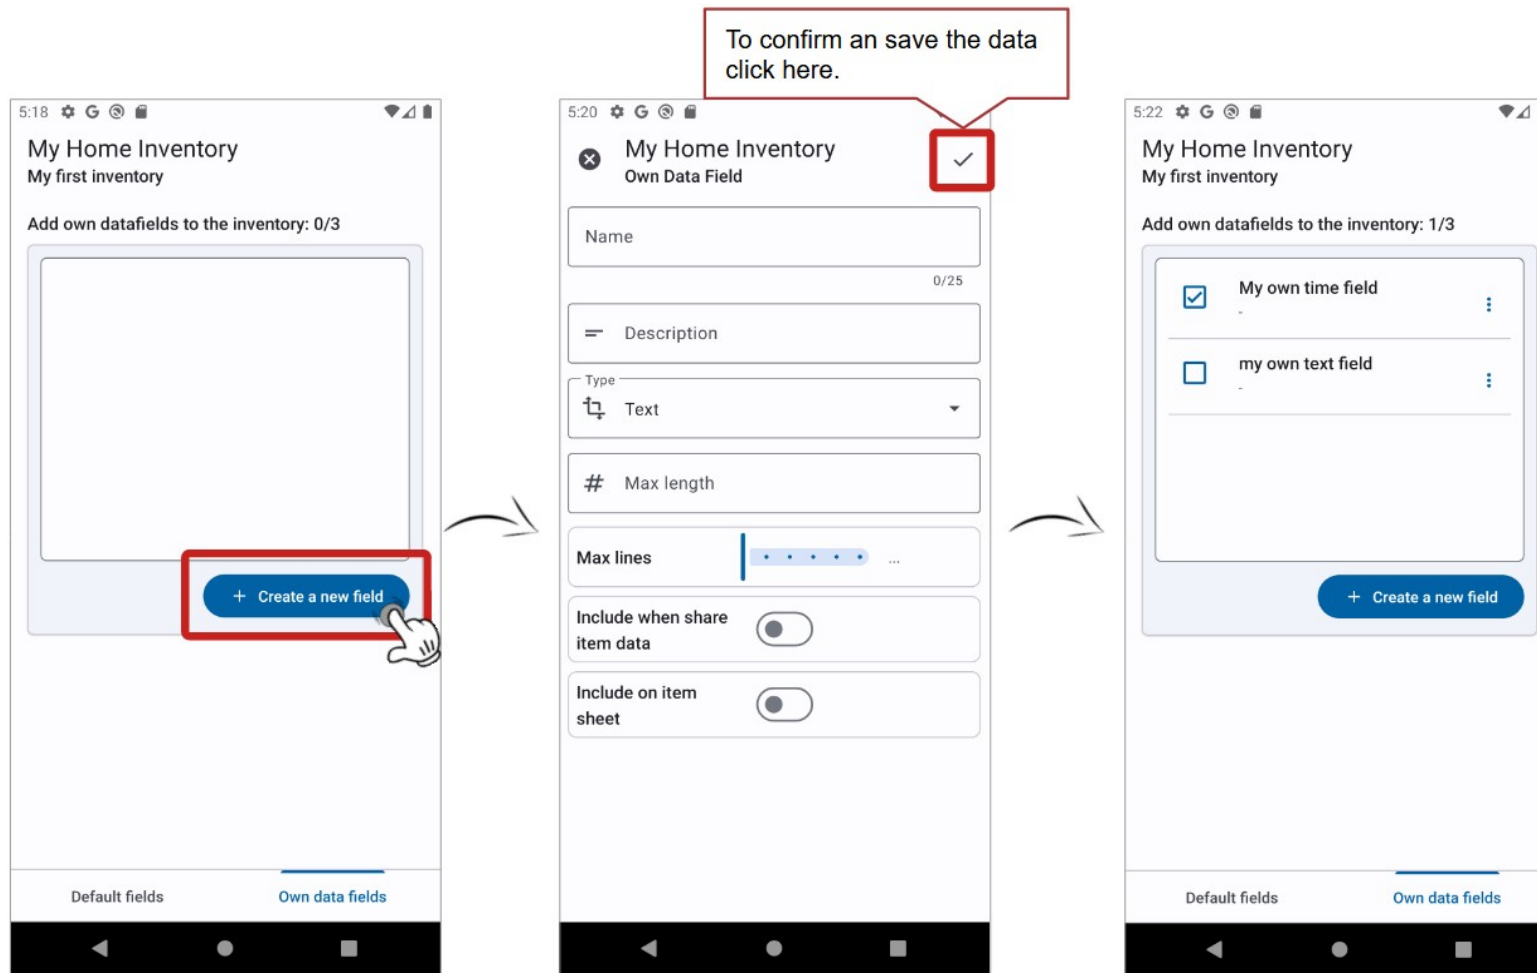 To confirm an save the data
click here.
5:18
My Home Inventory
My first inventory
Add own datafields to the inventory: 0/3
+ Create a new field
Default fields
Own data fields
5:20
My Home Inventory
Own Data Field
Name
0/25
Description
Type
Text
# Max length
Max lines
...
Include when share
item data
Include on item
sheet
5:22
My Home Inventory
My first inventory
Add own datafields to the inventory: 1/3
My own time field
-
my own text field
-
+ Create a new field
Default fields
Own data fields